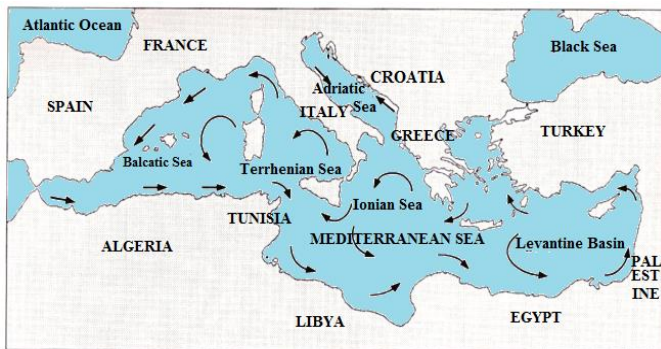 Atlantic Ocean
FRANCE
Black Sea
Adriatic
Sea
CROATIA
SPAIN
ITALY
GREECE
TURKEY
Balcatic Sea
Terrhenian Sea
Ionian Sea
TUNISIA
MEDITERRANEAN SEA
Levantine Basin
ALGERIA
PAL
EST
INE
LIBYA
EGYPT